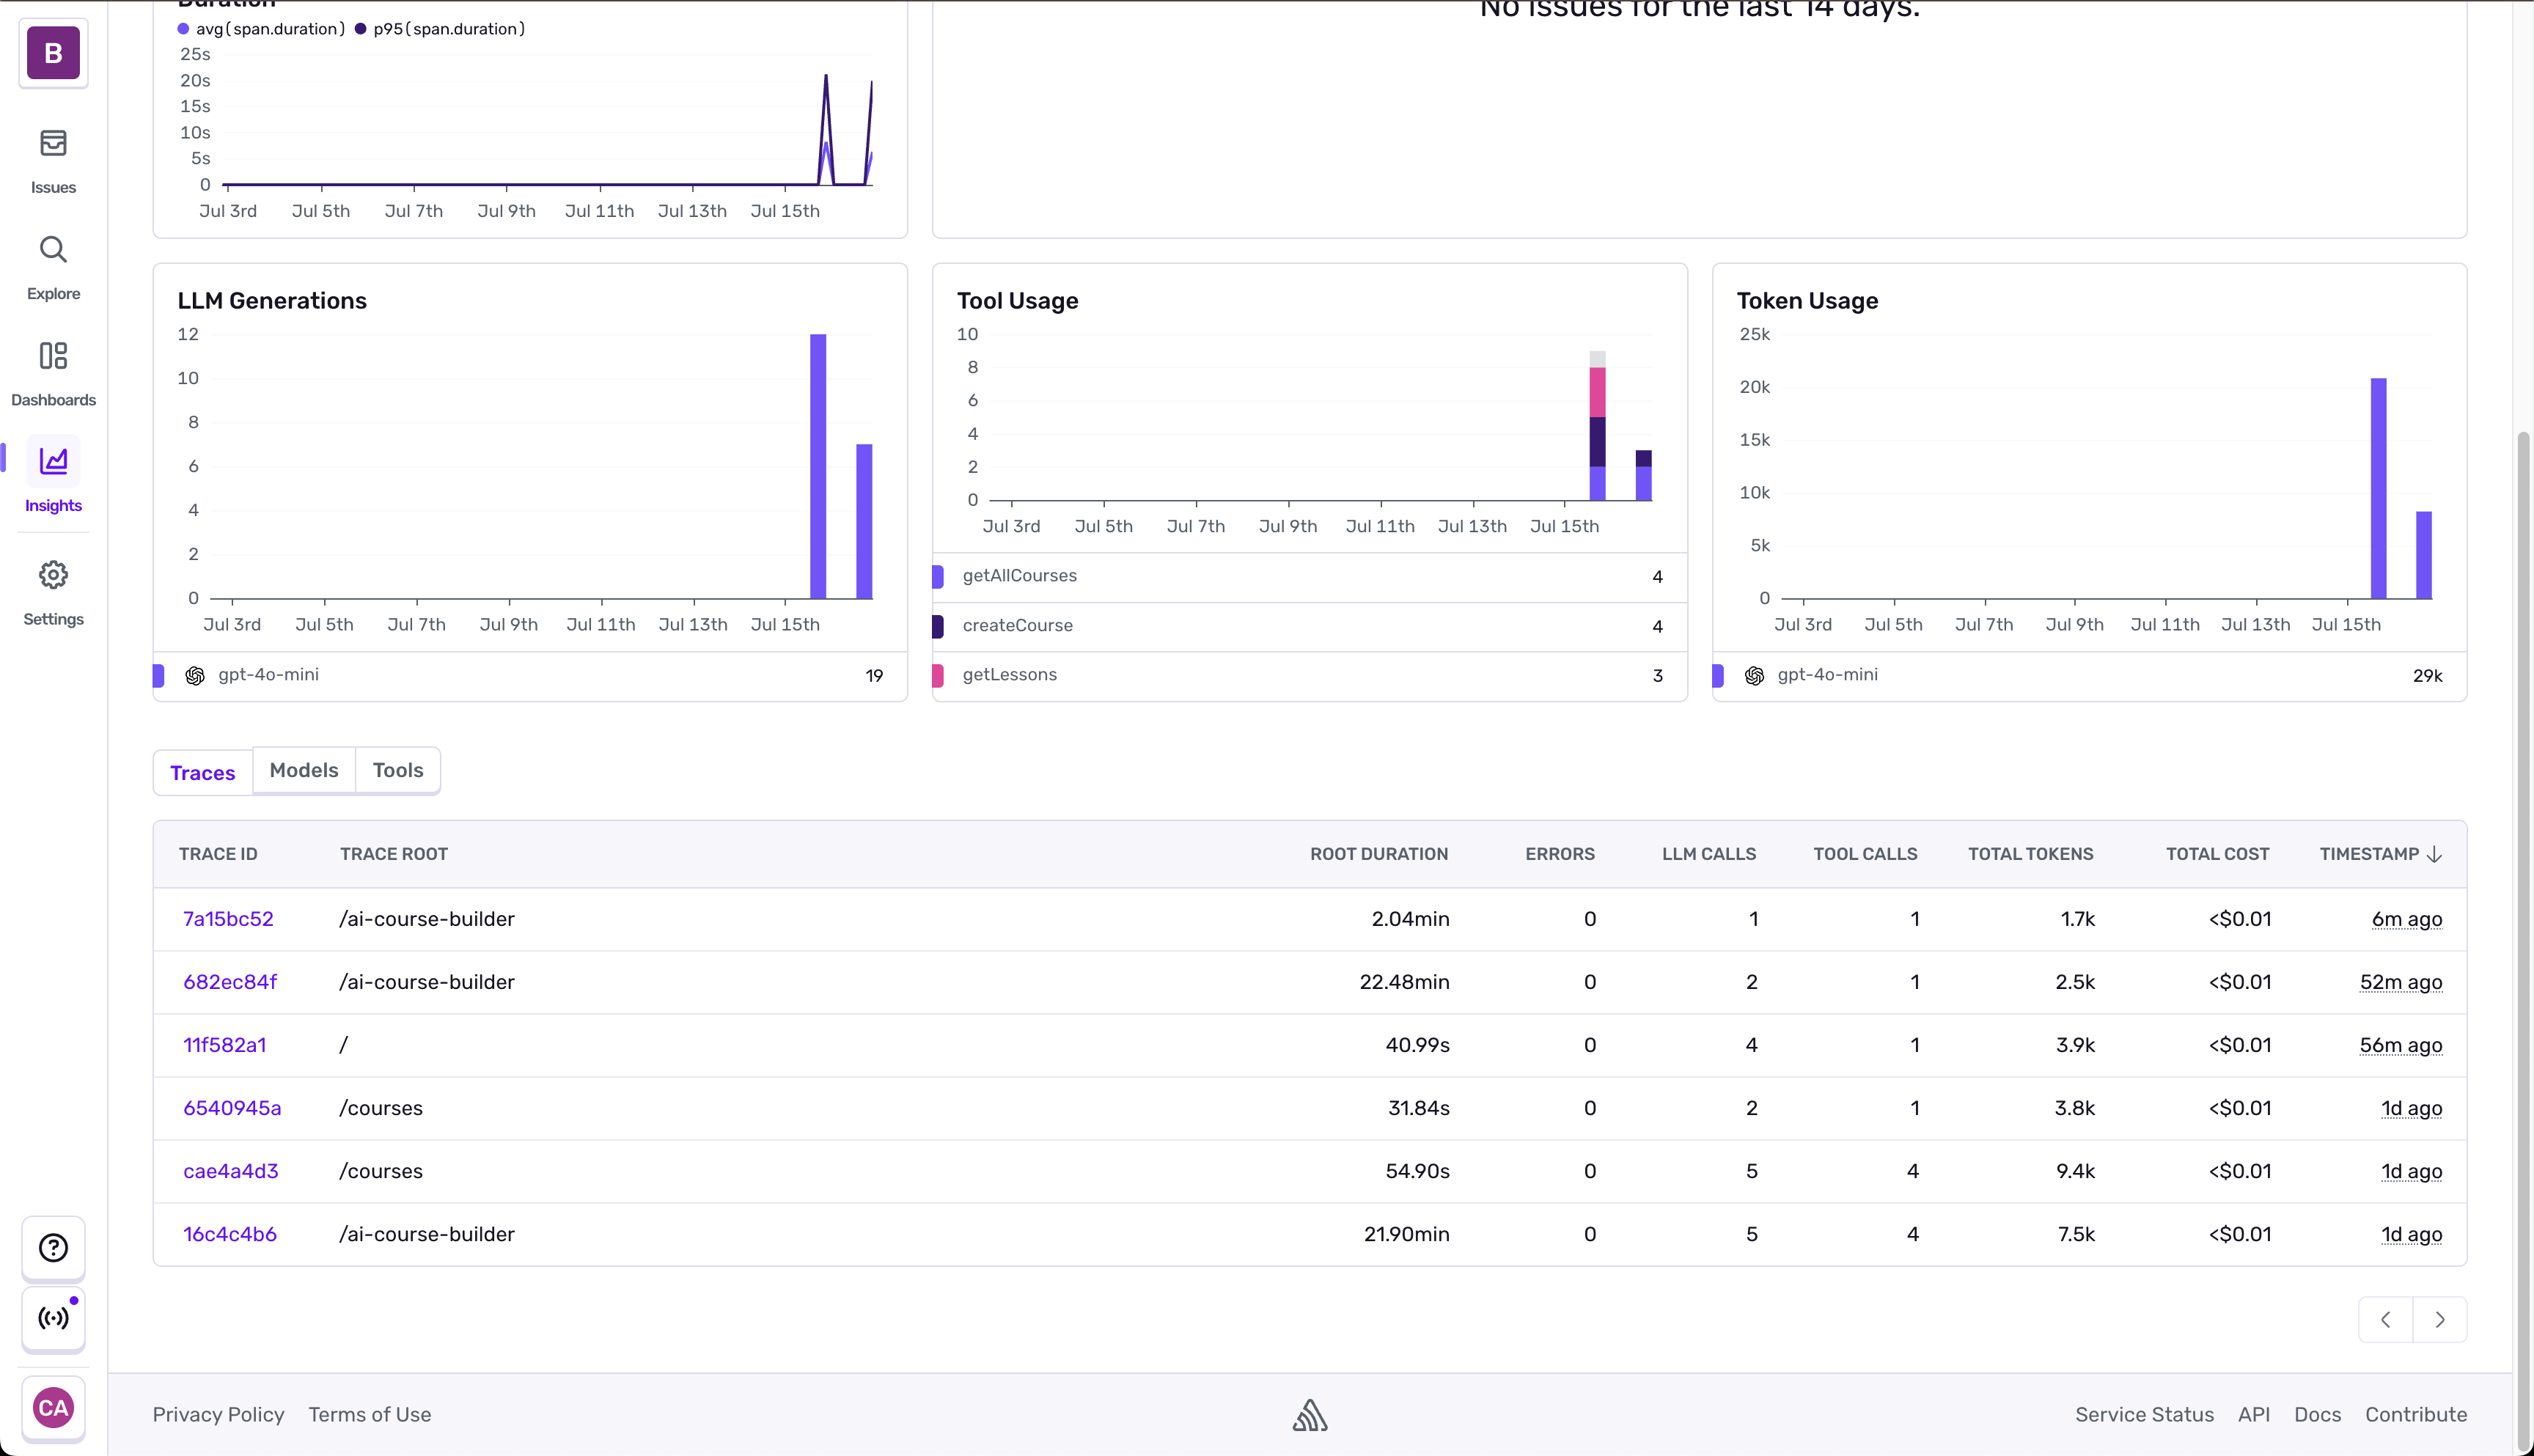 Duration
No issues for the last 14 days.
avg(span.duration) p95(span.duration)
25s
20s
15s
10s
5s
0
Jul 3rd Jul 5th Jul 7th Jul 9th Jul 11th Jul 13th Jul 15th
B
Issues
Explore
Dashboards
Insights
Settings
LLM Generations
12
10
8
6
4
2
0
Jul 3rd Jul 5th Jul 7th Jul 9th Jul 11th Jul 13th Jul 15th
gpt-4o-mini 19
Tool Usage
10
8
6
4
2
0
Jul 3rd Jul 5th Jul 7th Jul 9th Jul 11th Jul 13th Jul 15th
getAllCourses 4
createCourse 4
getLessons 3
Token Usage
25k
20k
15k
10k
5k
0
Jul 3rd Jul 5th Jul 7th Jul 9th Jul 11th Jul 13th Jul 15th
gpt-4o-mini 29k
Traces Models Tools
TRACE ID TRACE ROOT ROOT DURATION ERRORS LLM CALLS TOOL CALLS TOTAL TOKENS TOTAL COST TIMESTAMP
7a15bc52 /ai-course-builder 2.04min 0 1 1 1.7k <$0.01 6m ago
682ec84f /ai-course-builder 22.48min 0 2 1 2.5k <$0.01 52m ago
11f582a1 / 40.99s 0 4 1 3.9k <$0.01 56m ago
6540945a /courses 31.84s 0 2 1 3.8k <$0.01 1d ago
cae4a4d3 /courses 54.90s 0 5 4 9.4k <$0.01 1d ago
16c4c4b6 /ai-course-builder 21.90min 0 5 4 7.5k <$0.01 1d ago
CA
Privacy Policy Terms of Use Service Status API Docs Contribute